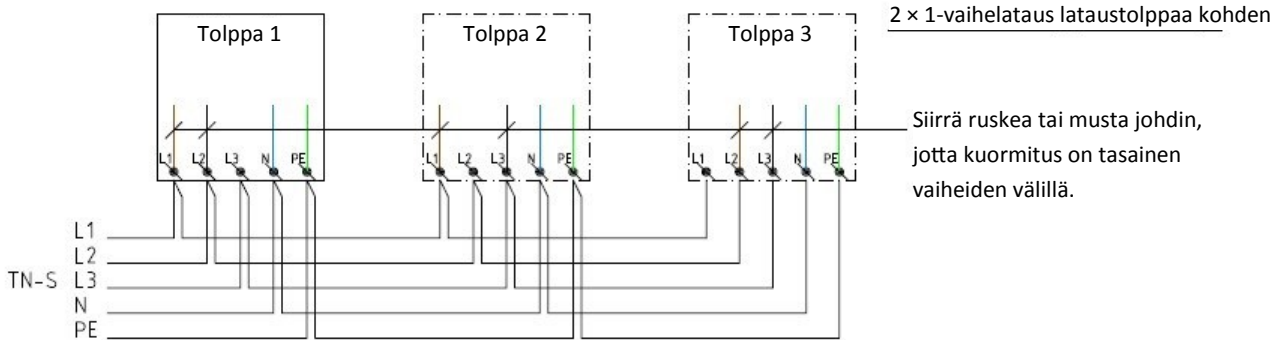 2 × 1-vaihelataus lataustolppaa kohden
Tolppa 1
Tolppa 2
Tolppa 3
Siirrä ruskea tai musta johdin,
jotta kuormitus on tasainen
vaiheiden välillä.
L1 L2 L3 N PE
L1 L2 L3 N PE
L1 L2 L3 N PE
L1
L2
TN-S L3
N
PE